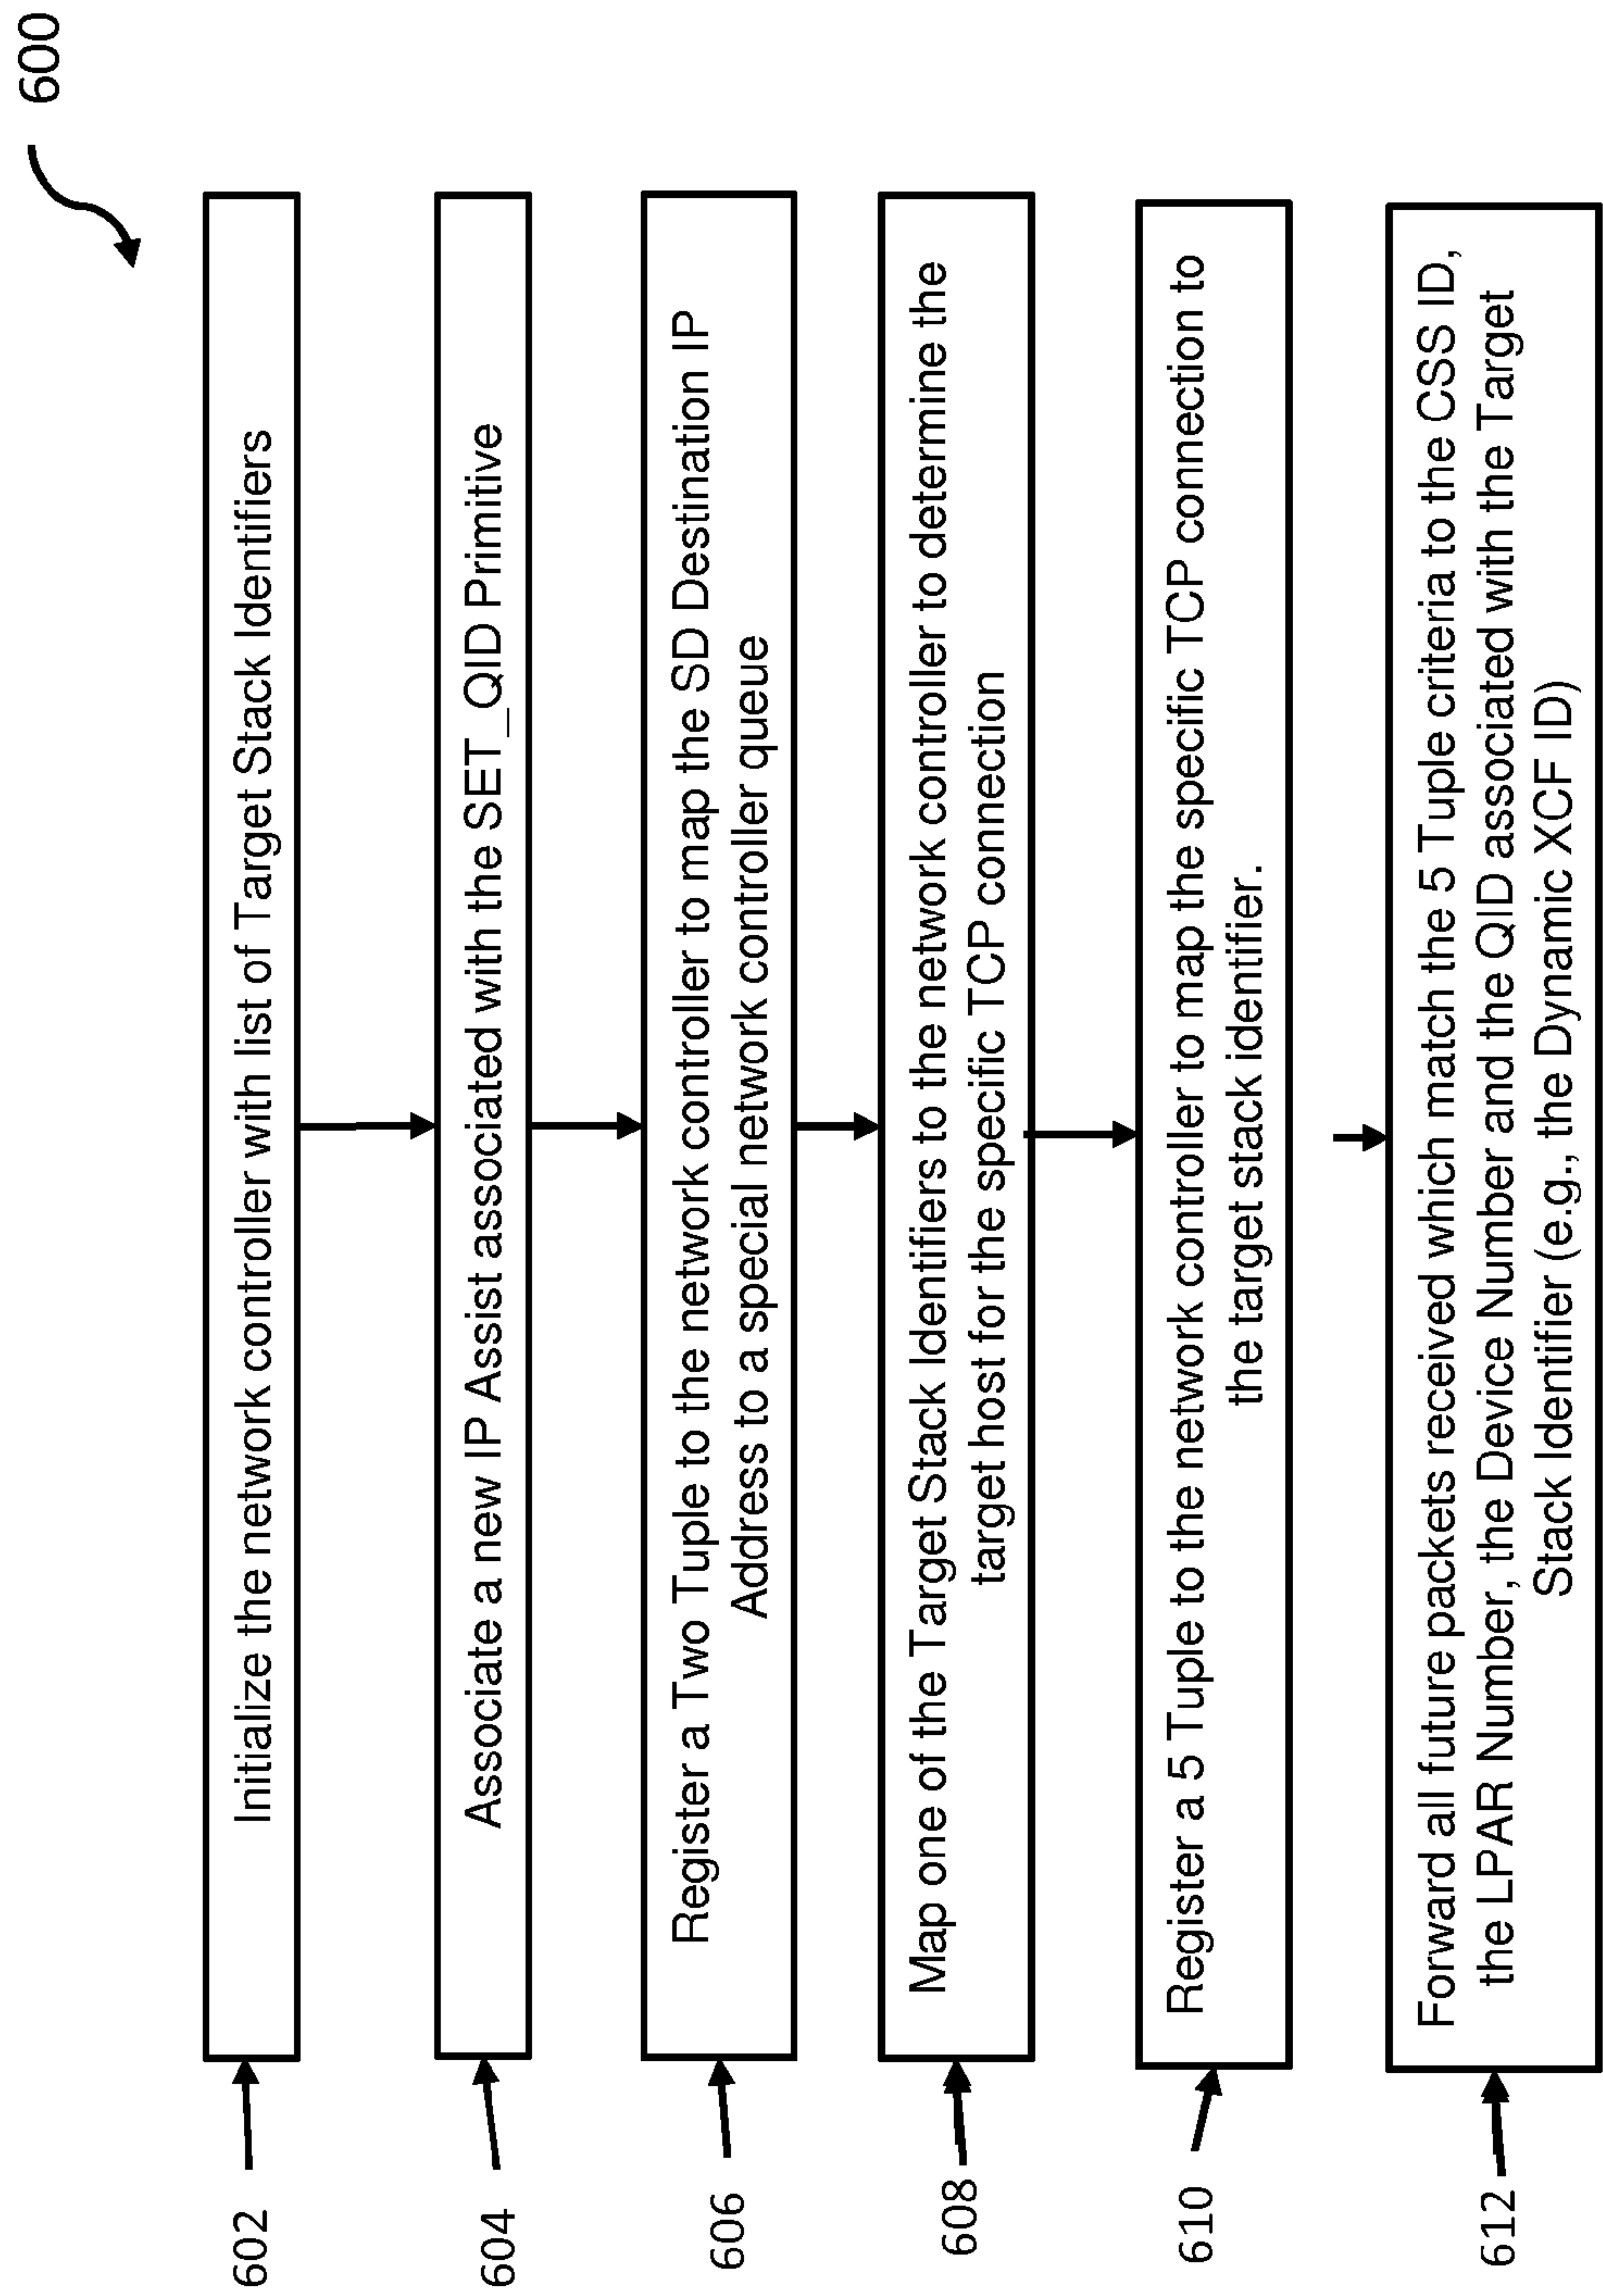 600
602
Initialize the network controller with list of Target Stack Identifiers
604
Associate a new IP Assist associated with the SET_QID Primitive
606
Register a Two Tuple to the network controller to map the SD Destination IP
Address to a special network controller queue
608
Map one of the Target Stack Identifiers to the network controller to determine the
target host for the specific TCP connection
610
Register a 5 Tuple to the network controller to map the specific TCP connection to
the target stack identifier.
612
Forward all future packets received which match the 5 Tuple criteria to the CSS ID,
the LPAR Number, the Device Number and the QID associated with the Target
Stack Identifier (e.g., the Dynamic XCF ID)